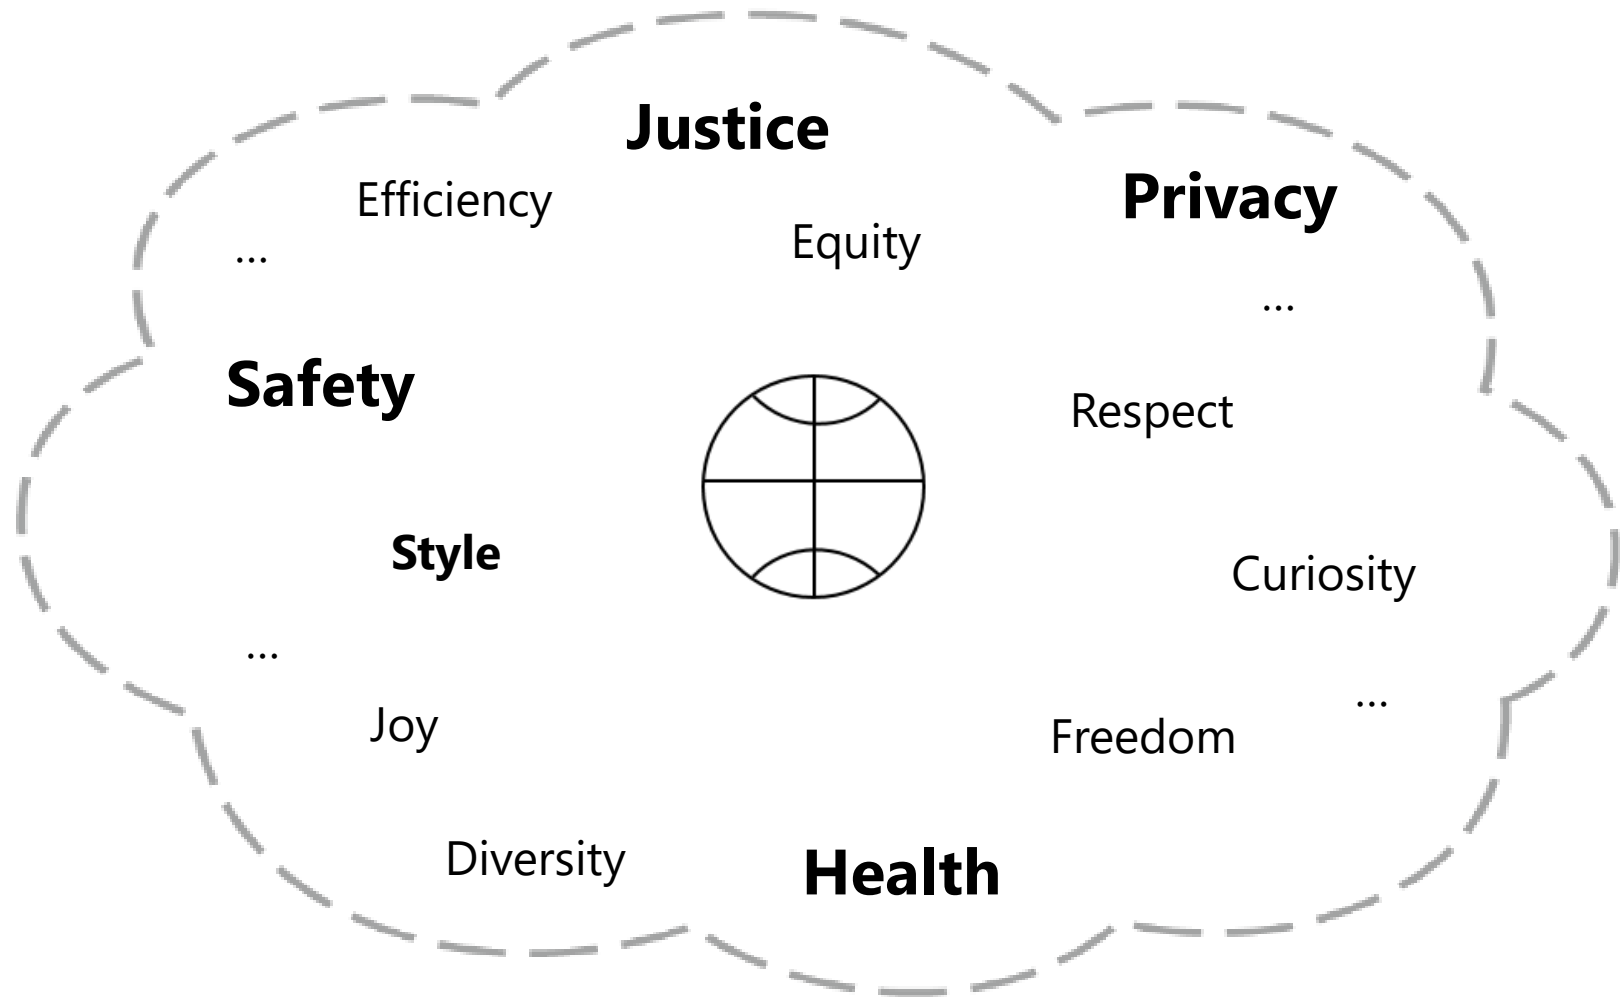 Justice
Privacy
Efficiency
Equity
...
...
Safety
Respect
Style
Curiosity
...
...
Joy
Freedom
Diversity
Health